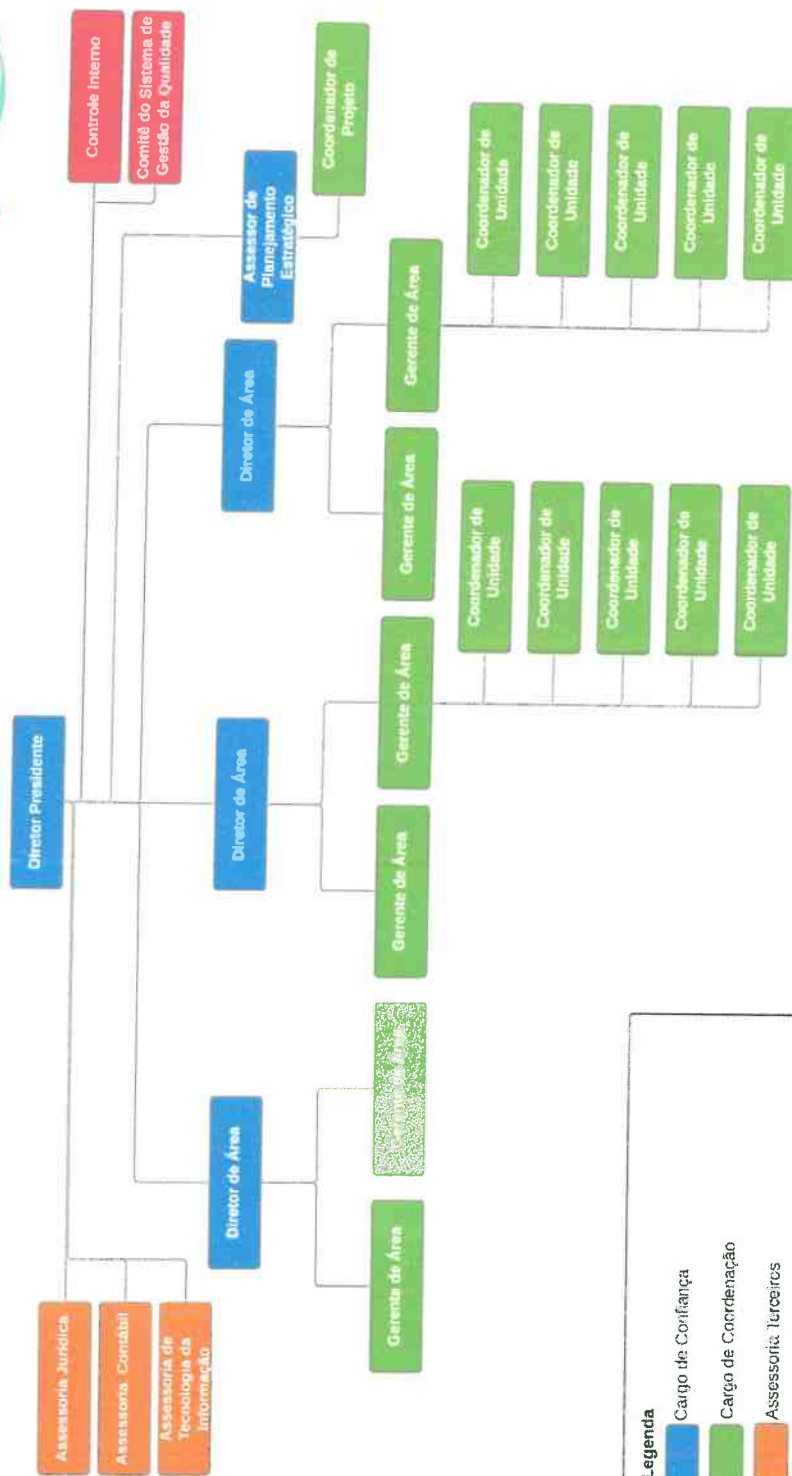 Diretor Presidente
Controle Interno
Comitê do Sistema de
Gestão da Qualidade
Assessoria Jurídica
Assessoria Contábil
Assessoria de
Tecnologia da
Informação
Assessor de
Planejamento
Estratégico
Coordenador de
Projeto
Diretor de Área
Diretor de Área
Diretor de Área
Gerente de Área
Gerente de Área
Gerente de Área
Gerente de Área
Gerente de Área
Gerente de Área
Coordenador de
Unidade
Coordenador de
Unidade
Coordenador de
Unidade
Coordenador de
Unidade
Coordenador de
Unidade
Coordenador de
Unidade
Coordenador de
Unidade
Coordenador de
Unidade
Coordenador de
Unidade
Coordenador de
Unidade
Legenda
Cargo de Confiança
Cargo de Coordenação
Assessoria Terceiros